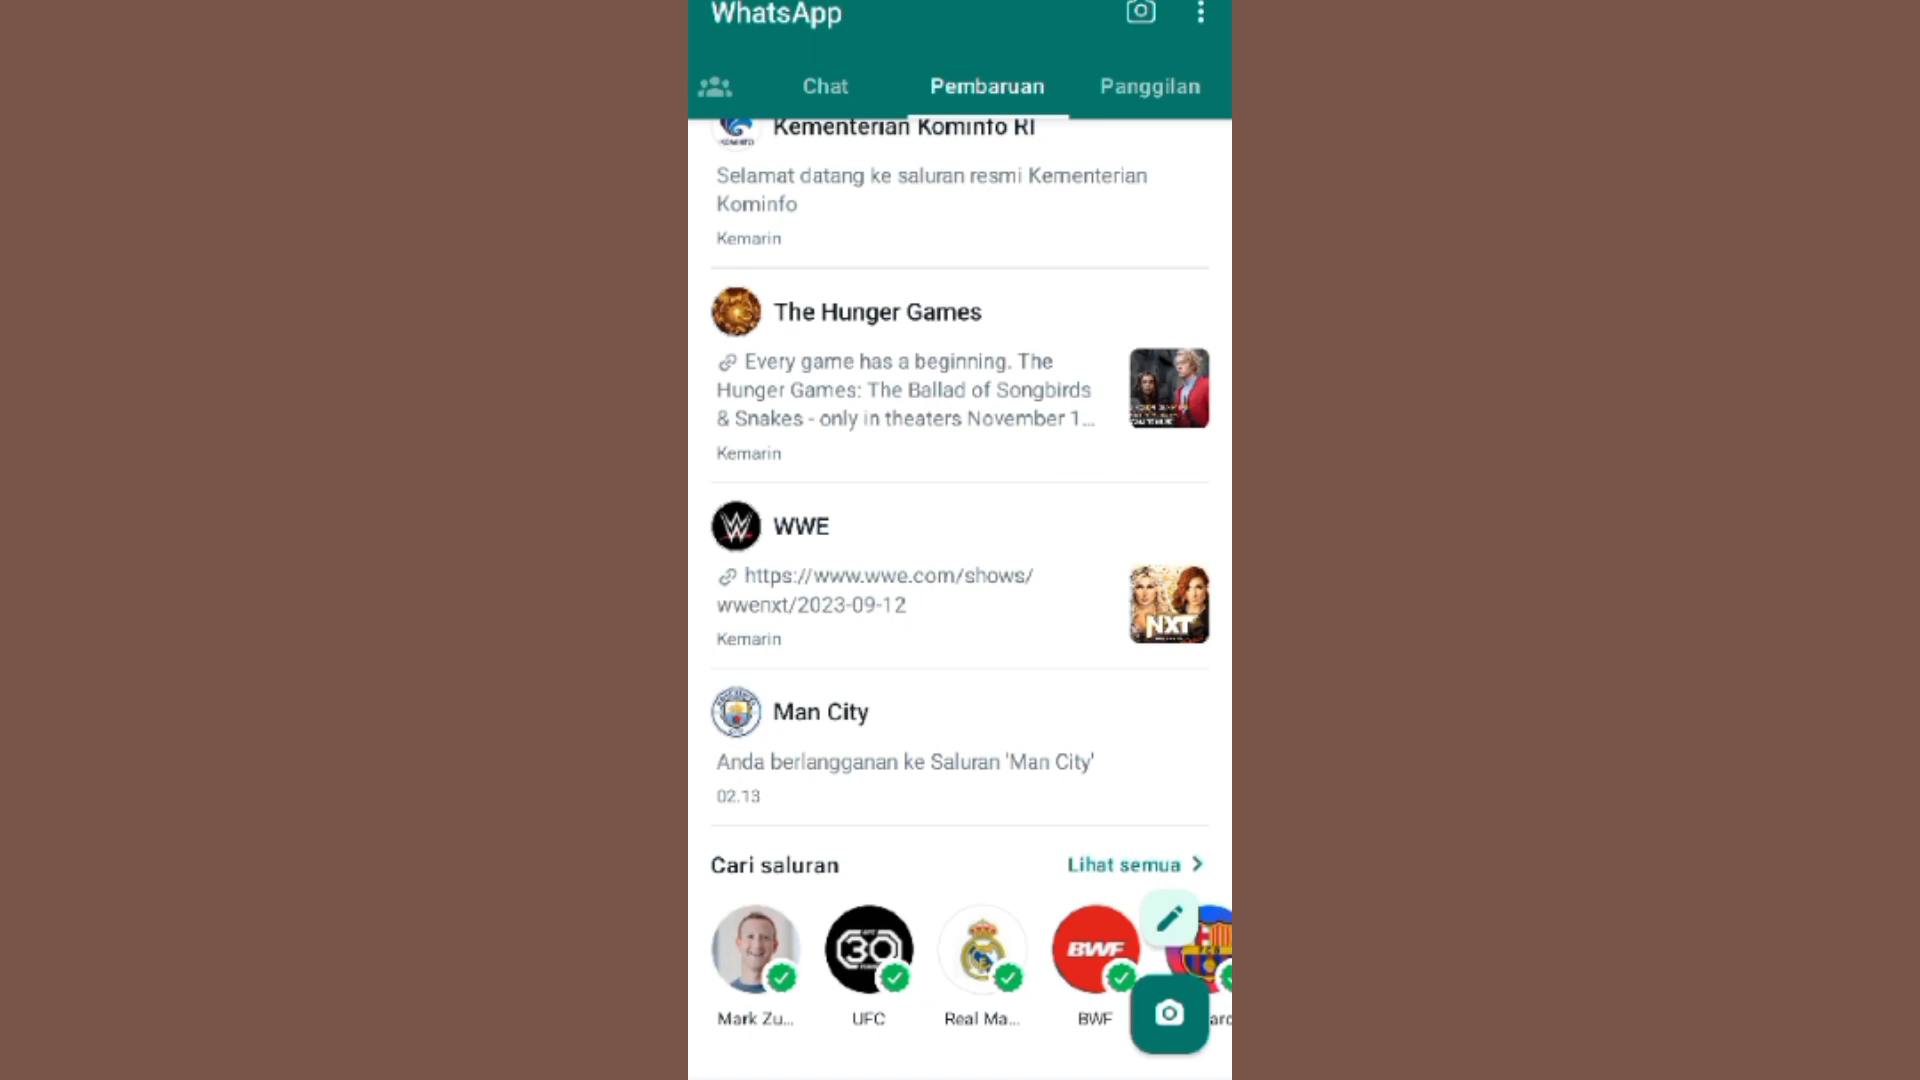 WhatsApp
Chat
Pembaruan
Panggilan
Kementerian Kominfo RI
KOMINFO
Selamat datang ke saluran resmi Kementerian
Kominfo
Kemarin
The Hunger Games
Every game has a beginning. The
Hunger Games: The Ballad of Songbirds
& Snakes - only in theaters November 1...
Kemarin
WWE
https://www.wwe.com/shows/
wwenxt/2023-09-12
NXT
Kemarin
Man City
Anda berlangganan ke Saluran 'Man City'
02.13
Cari saluran
Lihat semua
30
BWF
FCB
Mark Zu...
UFC
Real Ma...
BWF
arc